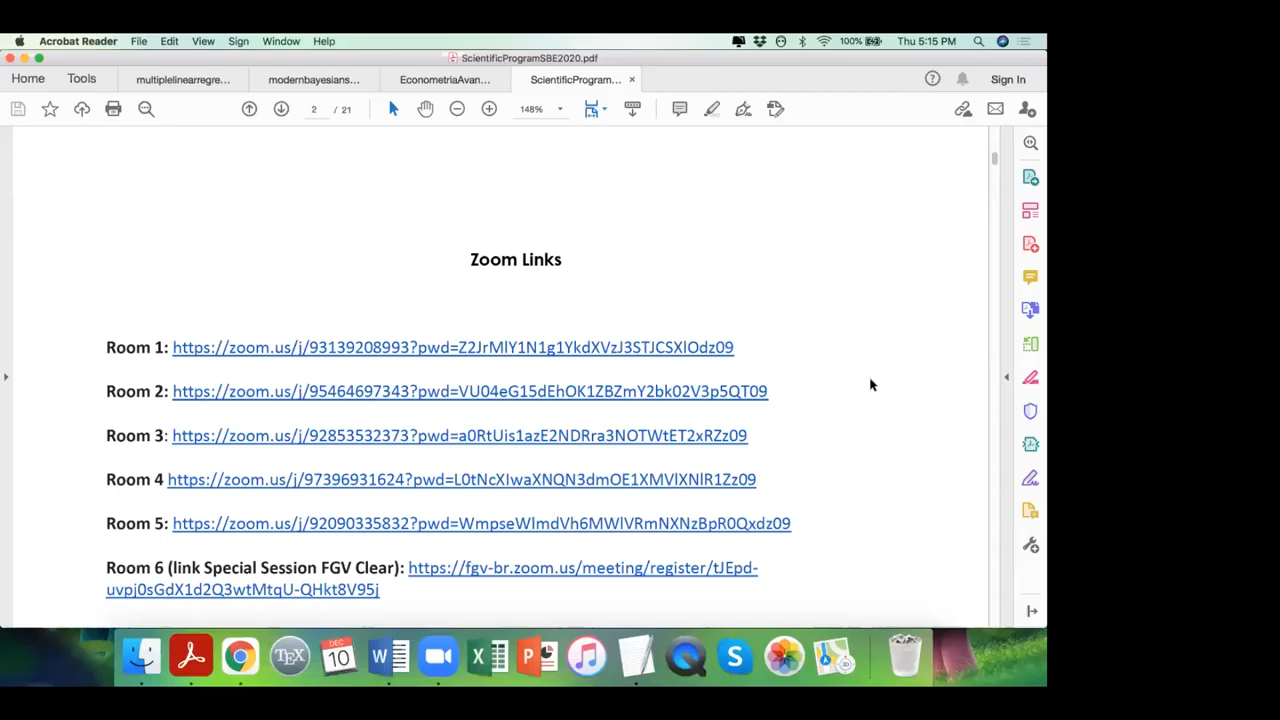 Acrobat Reader File Edit View Sign Window Help 100% Thu 5:15 PM
ScientificProgramSBE2020.pdf
Home Tools multiplelinearregre... modernbayesians... EconometriaAvan... ScientificProgram... × Sign In
2 / 21 148%
Zoom Links
Room 1: https://zoom.us/j/93139208993?pwd=Z2JrMlY1N1g1YkdXVzJ3STJCSXlOdz09
Room 2: https://zoom.us/j/95464697343?pwd=VU04eG15dEhOK1ZBZmY2bk02V3p5QT09
Room 3: https://zoom.us/j/92853532373?pwd=a0RtUis1azE2NDRra3NOTWtET2xRZz09
Room 4 https://zoom.us/j/97396931624?pwd=L0tNcXIwaXNQN3dmOE1XMVlXNlR1Zz09
Room 5: https://zoom.us/j/92090335832?pwd=WmpseWlmdVh6MWlVRmNXNzBpR0Qxdz09
Room 6 (link Special Session FGV Clear): https://fgv-br.zoom.us/meeting/register/tJEpd-
uvpj0sGdX1d2Q3wtMtqU-QHkt8V95j
TEX DEC 10 W X P S